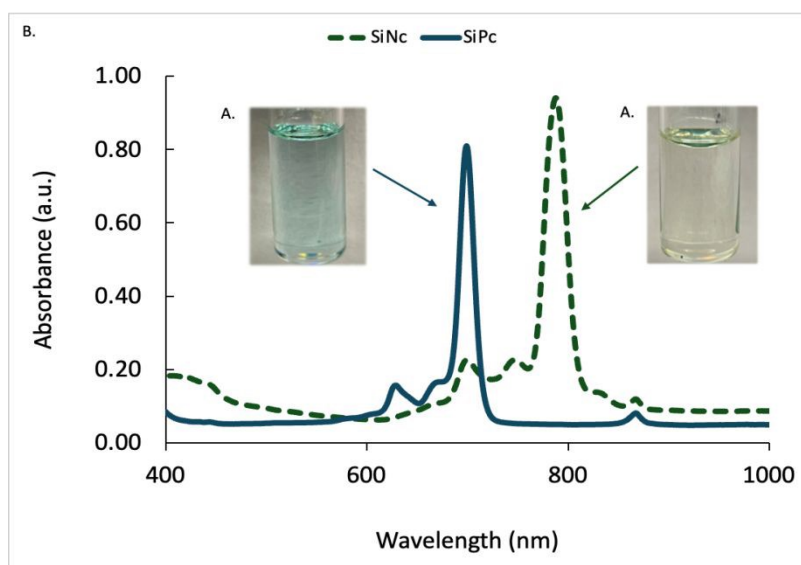 B.
SiNc SiPc
1.00
0.80
0.60
0.40
0.20
0.00
A.
A.
400 600 800 1000
Absorbance (a.u.)
Wavelength (nm)